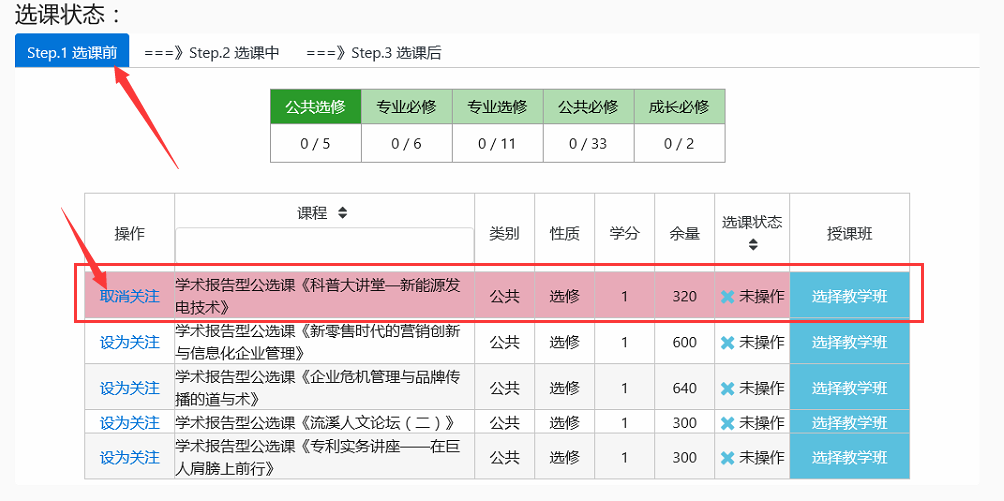 选课状态：
Step.1 选课前 ===》Step.2 选课中 ===》Step.3 选课后
公共选修 专业必修 专业选修 公共必修 成长必修
0 / 5 0 / 6 0 / 11 0 / 33 0 / 2
操作 课程 类别 性质 学分 余量 选课状态 授课班
取消关注 学术报告型公选课《科普大讲堂—新能源发
电技术》 公共 选修 1 320 未操作 选择教学班
设为关注 学术报告型公选课《新零售时代的营销创新
与信息化企业管理》 公共 选修 1 600 未操作 选择教学班
设为关注 学术报告型公选课《企业危机管理与品牌传
播的道与术》 公共 选修 1 640 未操作 选择教学班
设为关注 学术报告型公选课《流溪人文论坛（二）》 公共 选修 1 300 未操作 选择教学班
设为关注 学术报告型公选课《专利实务讲座——在巨
人肩膀上前行》 公共 选修 1 300 未操作 选择教学班